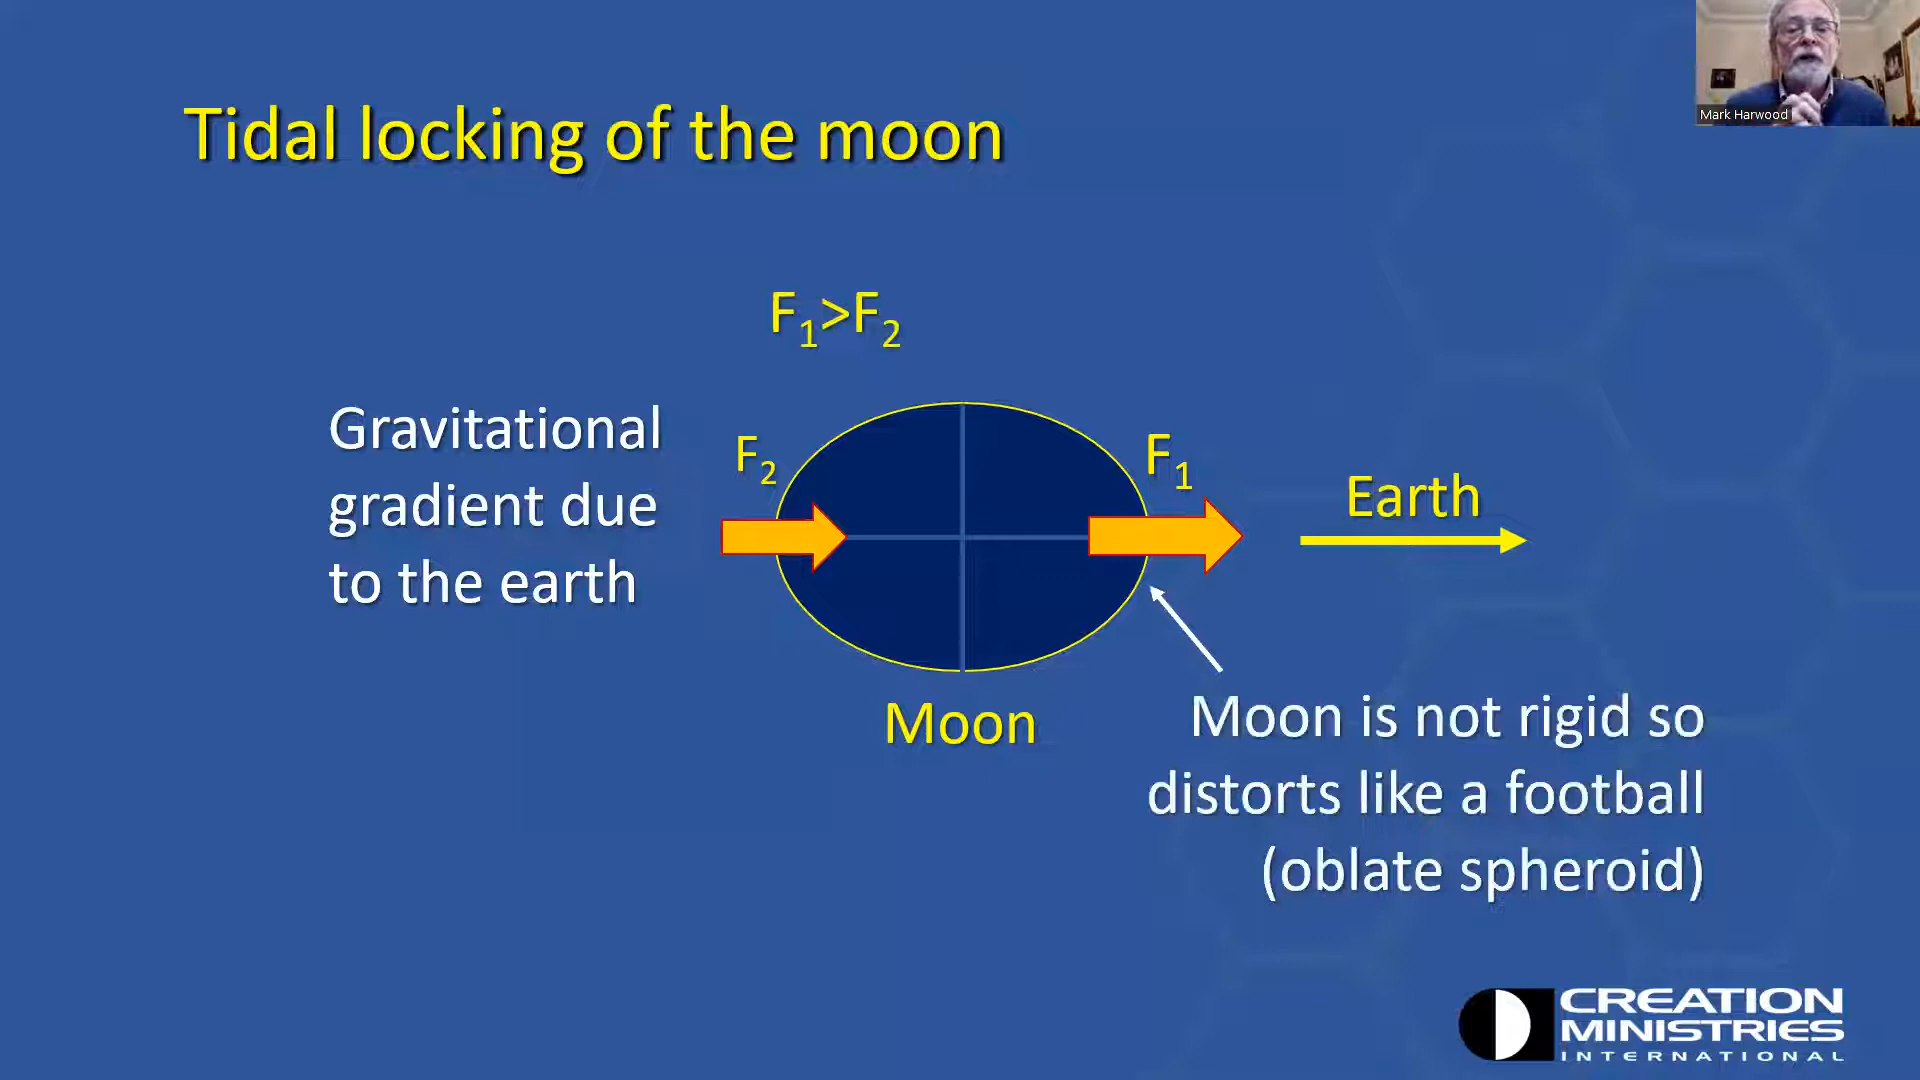 Mark Harwood
Tidal locking of the moon
F₁>F₂
Gravitational
gradient due
to the earth
F₂
F₁
Earth
Moon
Moon is not rigid so
distorts like a football
(oblate spheroid)
CREATION
MINISTRIES
INTERNATIONAL